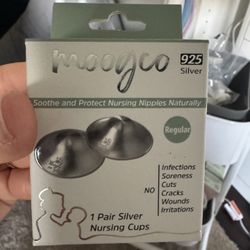 moogco
925
Silver
Soothe and Protect Nursing Nipples Naturally
Regular
NO
Infections
Soreness
Cuts
Cracks
Wounds
Irritations
1 Pair Silver
Nursing Cups